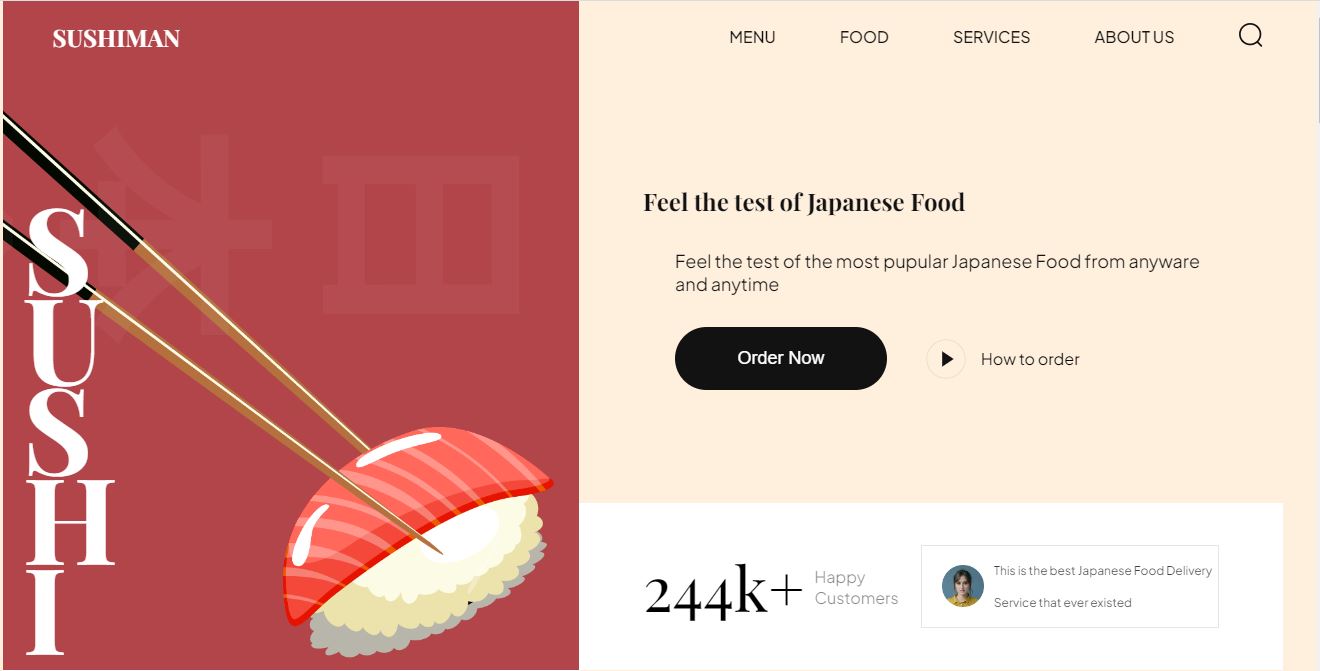 SUSHIMAN
MENU FOOD SERVICES ABOUT US
SUSHI
Feel the test of Japanese Food
Feel the test of the most pupular Japanese Food from anyware
and anytime
Order Now
How to order
244k+
Happy
Customers
This is the best Japanese Food Delivery
Service that ever existed